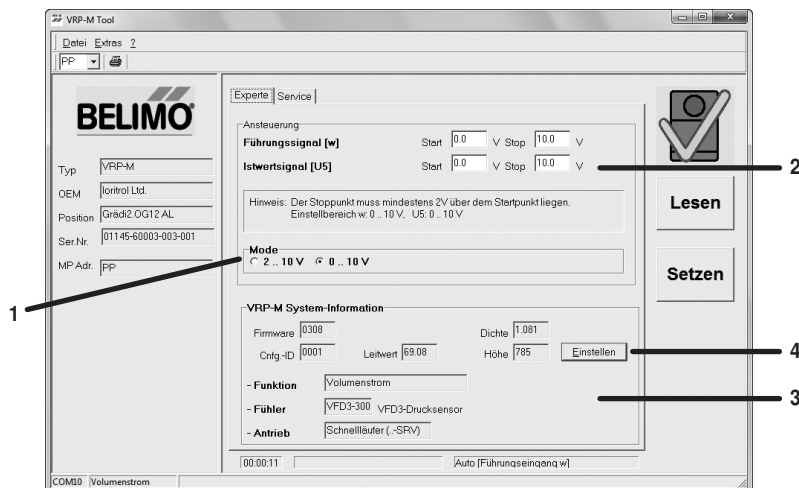 VRP-M Tool
Datei Extras ?
PP
BELIMO®
Typ VRP-M
OEM Ioritrol Ltd.
Position Grädi2.OG12 AL
Ser.Nr. 01145-60003-003-001
MP Adr. PP
Experte Service
Ansteuerung
Führungssignal [w] Start 0.0 V Stop 10.0 V
Istwertsignal [U5] Start 0.0 V Stop 10.0 V
Hinweis: Der Stoppunkt muss mindestens 2V über dem Startpunkt liegen.
Einstellbereich w: 0 .. 10 V, U5: 0 .. 10 V
Mode
2 .. 10 V 0 .. 10 V
VRP-M System-Information
Firmware 0308 Dichte 1.081
Cnfg.-ID 0001 Leitwert 69.08 Höhe 785 Einstellen
- Funktion Volumenstrom
- Fühler VFD3-300 VFD3-Drucksensor
- Antrieb Schnellläufer (..-SRV)
00:00:11 Auto [Führungseingang w]
COM10 Volumenstrom
Lesen
Setzen
1
2
4
3